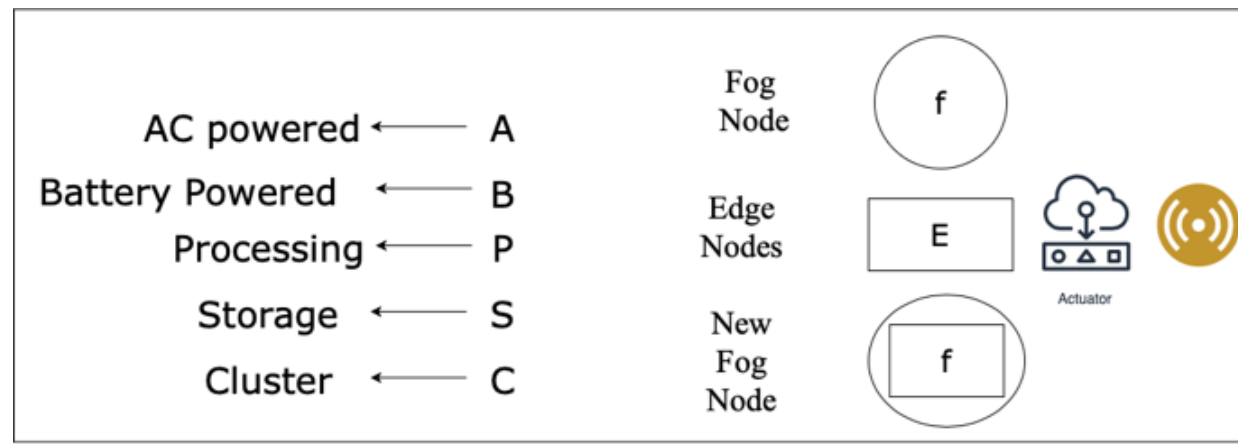 AC powered A
Battery Powered B
Processing P
Storage S
Cluster C
Fog
Node
f
Edge
Nodes
E
Actuator
New
Fog
Node
f